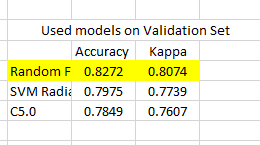 Used models on Validation Set
Accuracy Kappa
Random F 0.8272 0.8074
SVM Radia 0.7975 0.7739
C5.0 0.7849 0.7607